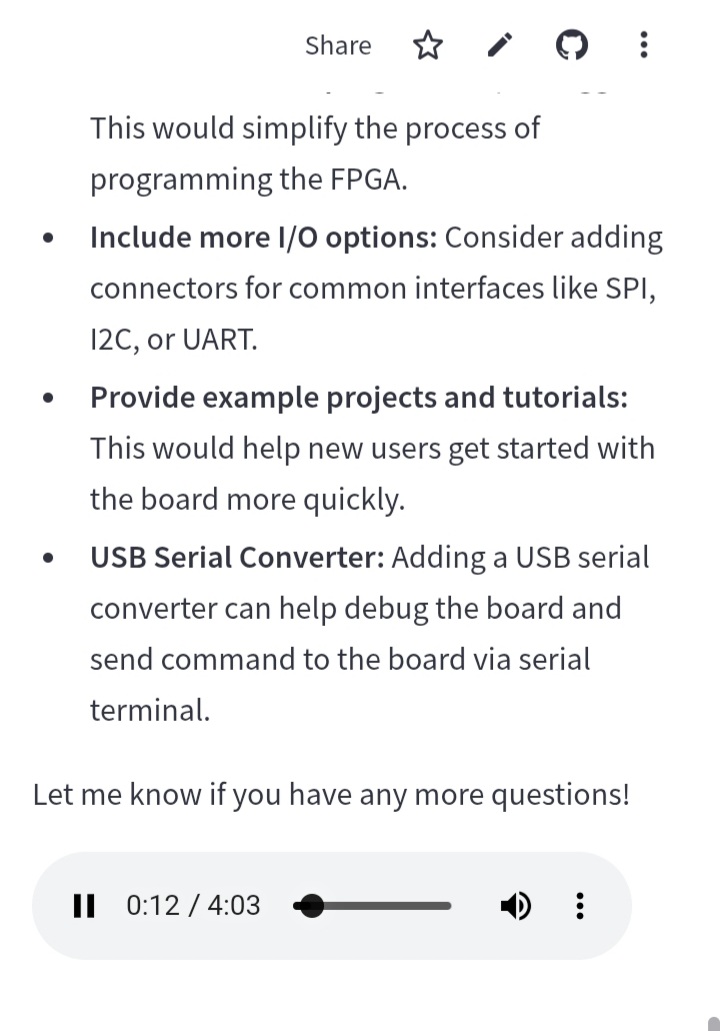 Share
This would simplify the process of
programming the FPGA.
Include more I/O options: Consider adding
connectors for common interfaces like SPI,
I2C, or UART.
Provide example projects and tutorials:
This would help new users get started with
the board more quickly.
USB Serial Converter: Adding a USB serial
converter can help debug the board and
send command to the board via serial
terminal.
Let me know if you have any more questions!
0:12 / 4:03